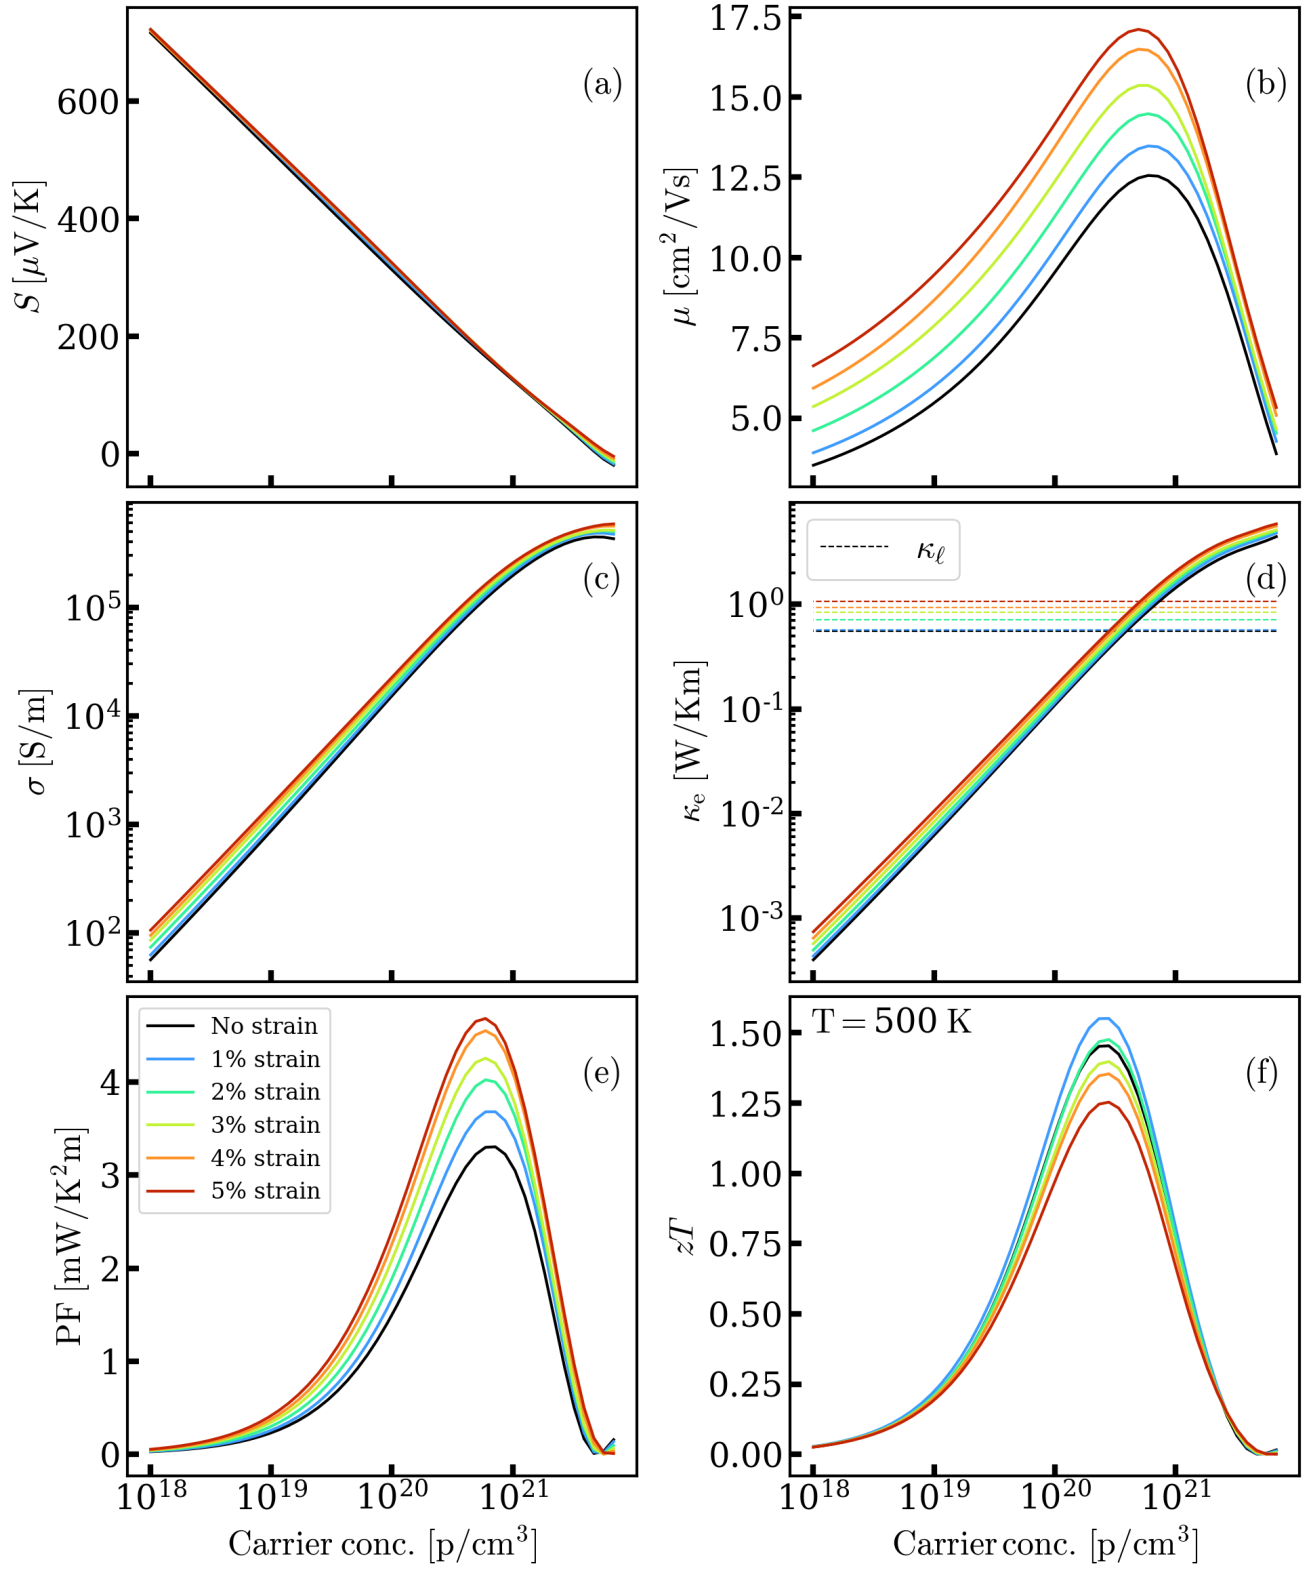 S [μV/K]
600
400
200
0
(a)
μ [cm²/Vs]
17.5
15.0
12.5
10.0
7.5
5.0
(b)
σ [S/m]
10⁵
10⁴
10³
10²
(c)
κₑ [W/Km]
10⁰
10⁻¹
10⁻²
10⁻³
κ_ℓ
(d)
PF [mW/K²m]
4
3
2
1
0
No strain
1% strain
2% strain
3% strain
4% strain
5% strain
(e)
10¹⁸ 10¹⁹ 10²⁰ 10²¹
Carrier conc. [p/cm³]
zT
1.50
1.25
1.00
0.75
0.50
0.25
0.00
T = 500 K
(f)
10¹⁸ 10¹⁹ 10²⁰ 10²¹
Carrier conc. [p/cm³]